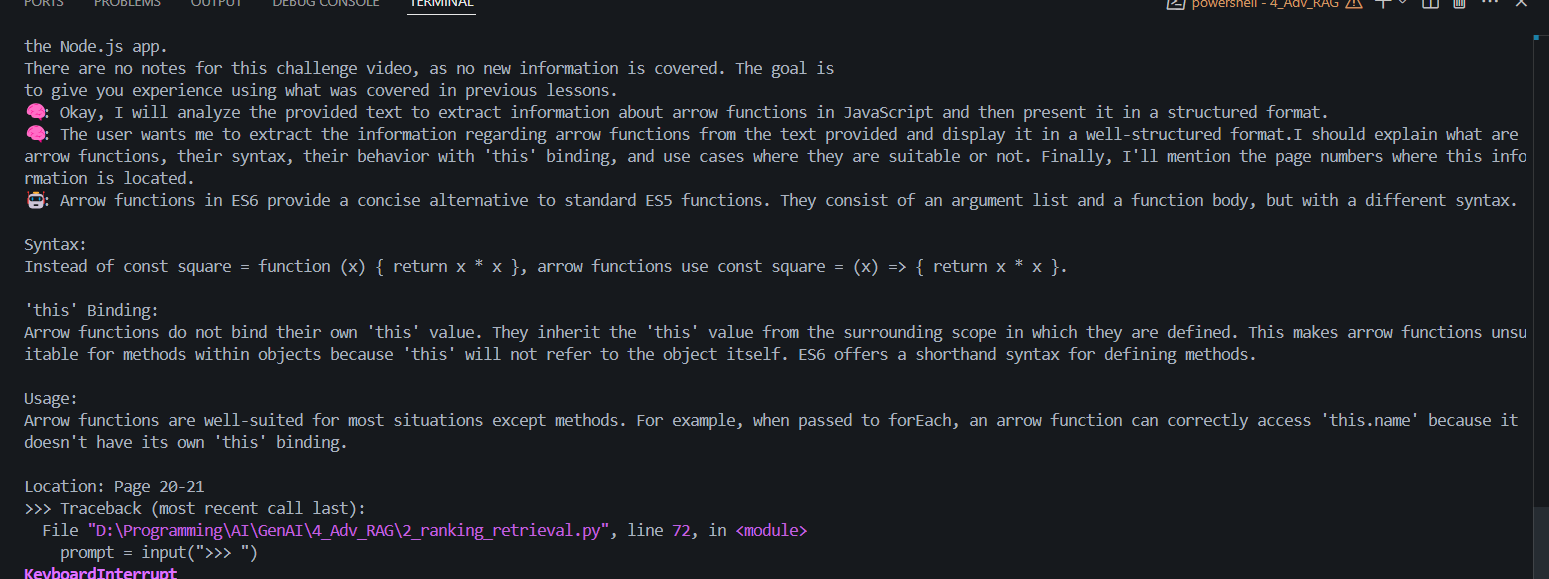 PORTS PROBLEMS OUTPUT DEBUG CONSOLE TERMINAL powershell - 4_Adv_RAG
the Node.js app.
There are no notes for this challenge video, as no new information is covered. The goal is
to give you experience using what was covered in previous lessons.
🧠: Okay, I will analyze the provided text to extract information about arrow functions in JavaScript and then present it in a structured format.
🧠: The user wants me to extract the information regarding arrow functions from the text provided and display it in a well-structured format.I should explain what are
arrow functions, their syntax, their behavior with 'this' binding, and use cases where they are suitable or not. Finally, I'll mention the page numbers where this info
rmation is located.
🤖: Arrow functions in ES6 provide a concise alternative to standard ES5 functions. They consist of an argument list and a function body, but with a different syntax.
Syntax:
Instead of const square = function (x) { return x * x }, arrow functions use const square = (x) => { return x * x }.
'this' Binding:
Arrow functions do not bind their own 'this' value. They inherit the 'this' value from the surrounding scope in which they are defined. This makes arrow functions unsu
itable for methods within objects because 'this' will not refer to the object itself. ES6 offers a shorthand syntax for defining methods.
Usage:
Arrow functions are well-suited for most situations except methods. For example, when passed to forEach, an arrow function can correctly access 'this.name' because it
doesn't have its own 'this' binding.
Location: Page 20-21
>>> Traceback (most recent call last):
File "D:\Programming\AI\GenAI\4_Adv_RAG\2_ranking_retrieval.py", line 72, in <module>
prompt = input(">>> ")
KeyboardInterrupt